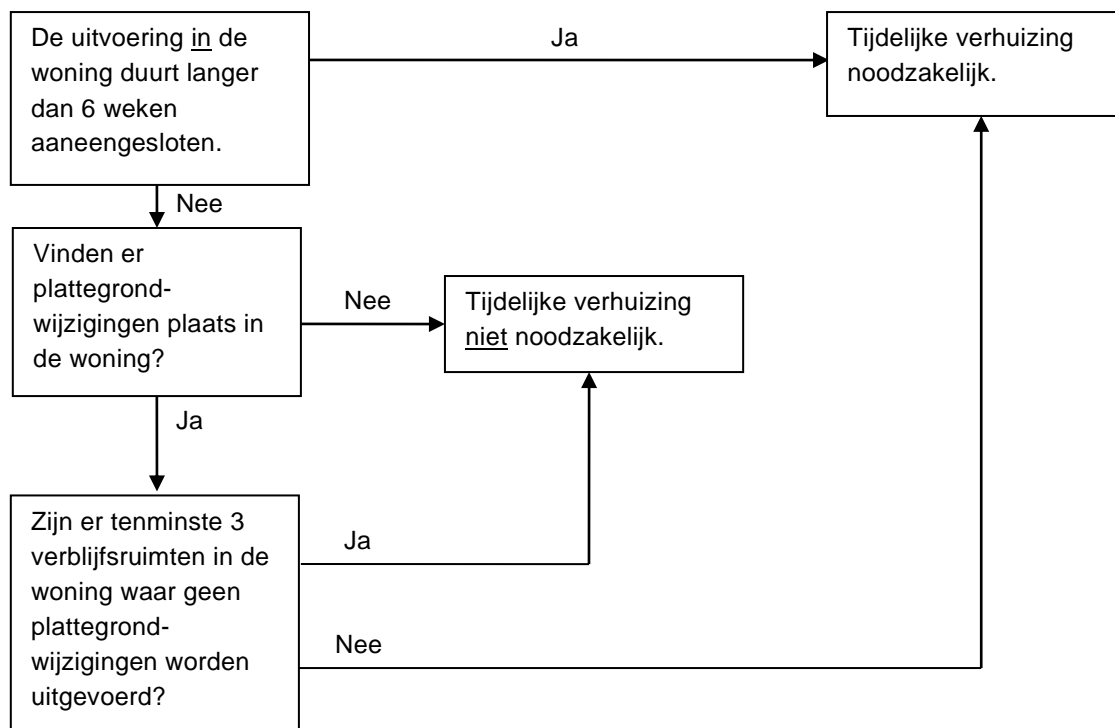 De uitvoering in de
woning duurt langer
dan 6 weken
aaneengesloten.
Ja
Tijdelijke verhuizing
noodzakelijk.
Nee
Vinden er
plattegrond-
wijzigingen plaats in
de woning?
Nee
Tijdelijke verhuizing
niet noodzakelijk.
Ja
Zijn er tenminste 3
verblijfsruimten in de
woning waar geen
plattegrond-
wijzigingen worden
uitgevoerd?
Ja
Nee